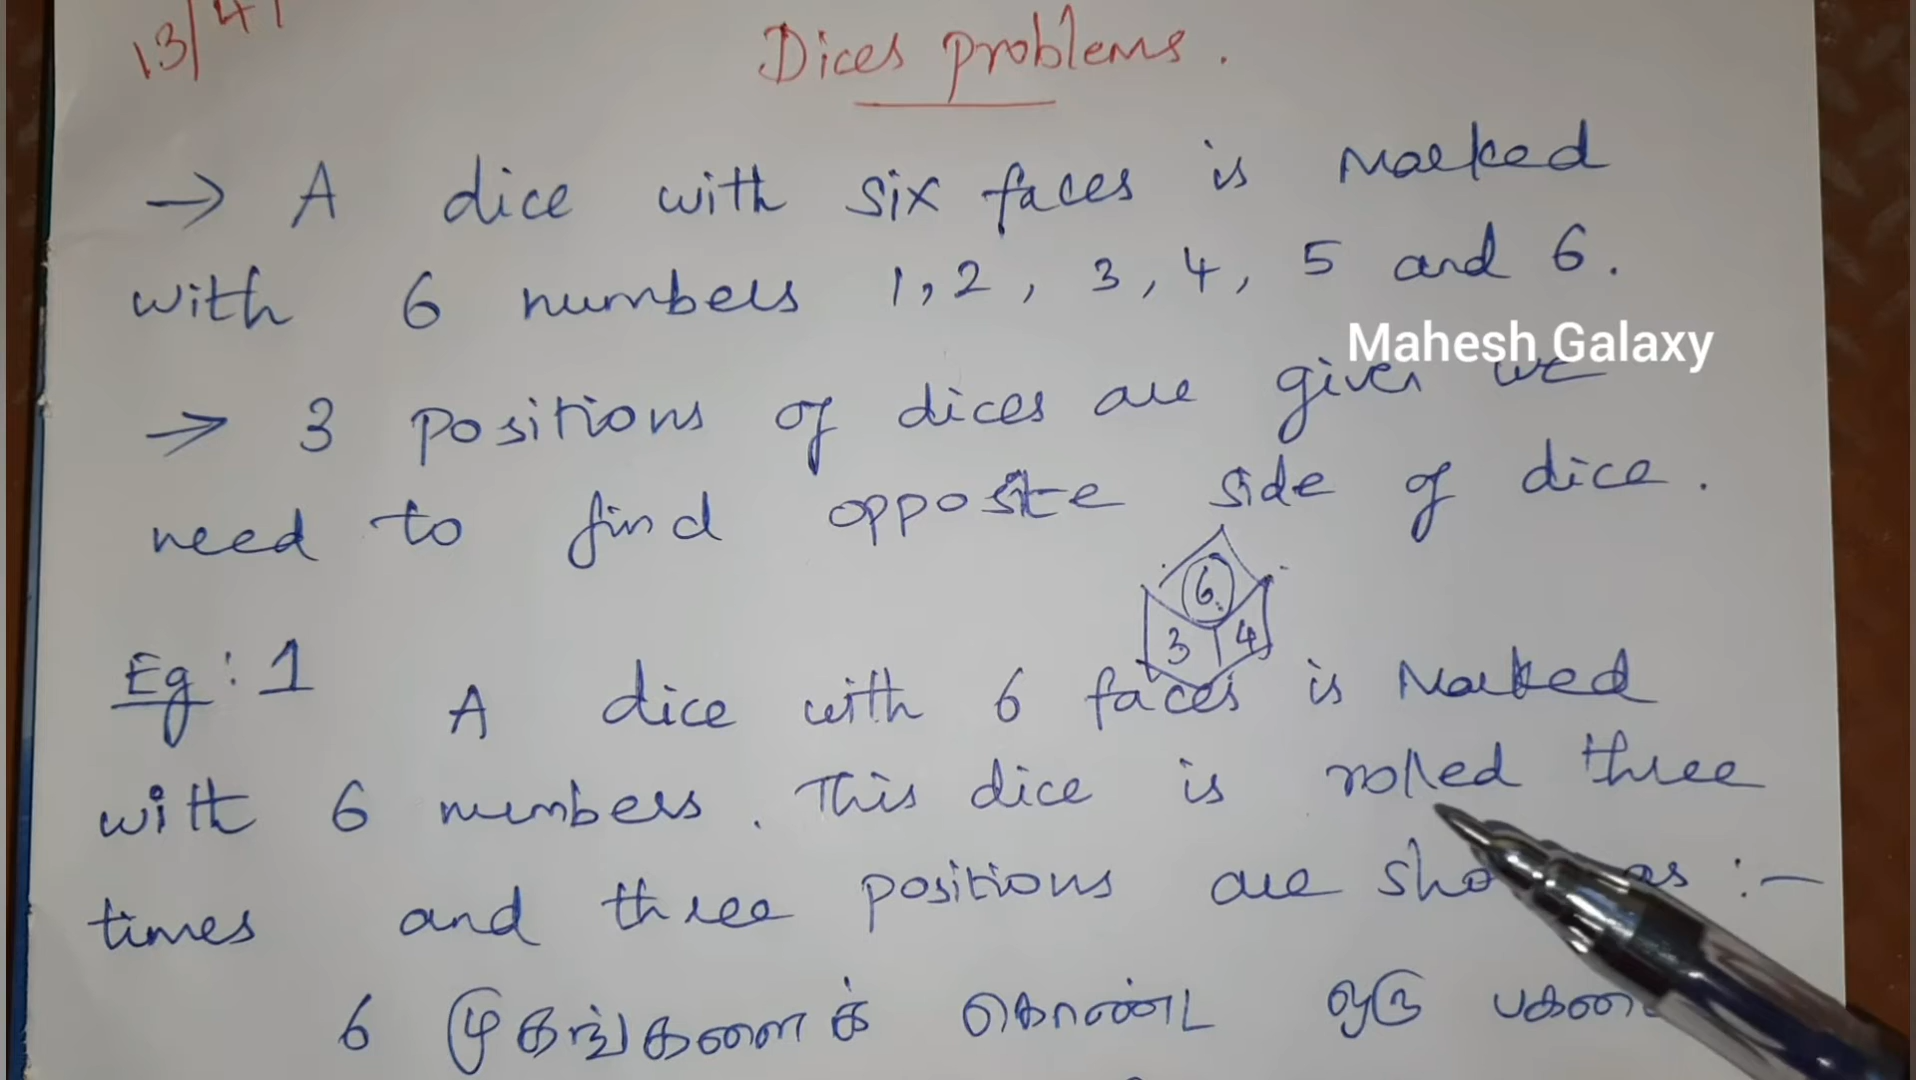 13/41
Dices problems.
→ A dice with six faces is Marked
with 6 numbers 1, 2, 3, 4, 5 and 6.
Mahesh Galaxy
→ 3 positions of dices are given we
need to find opposite side of dice.
6
3 4
Eg: 1 A dice with 6 faces is Marked
with 6 numbers. This dice is rolled three
times and three positions are as :-
6 முகங்களைக் கொண்ட ஒரு